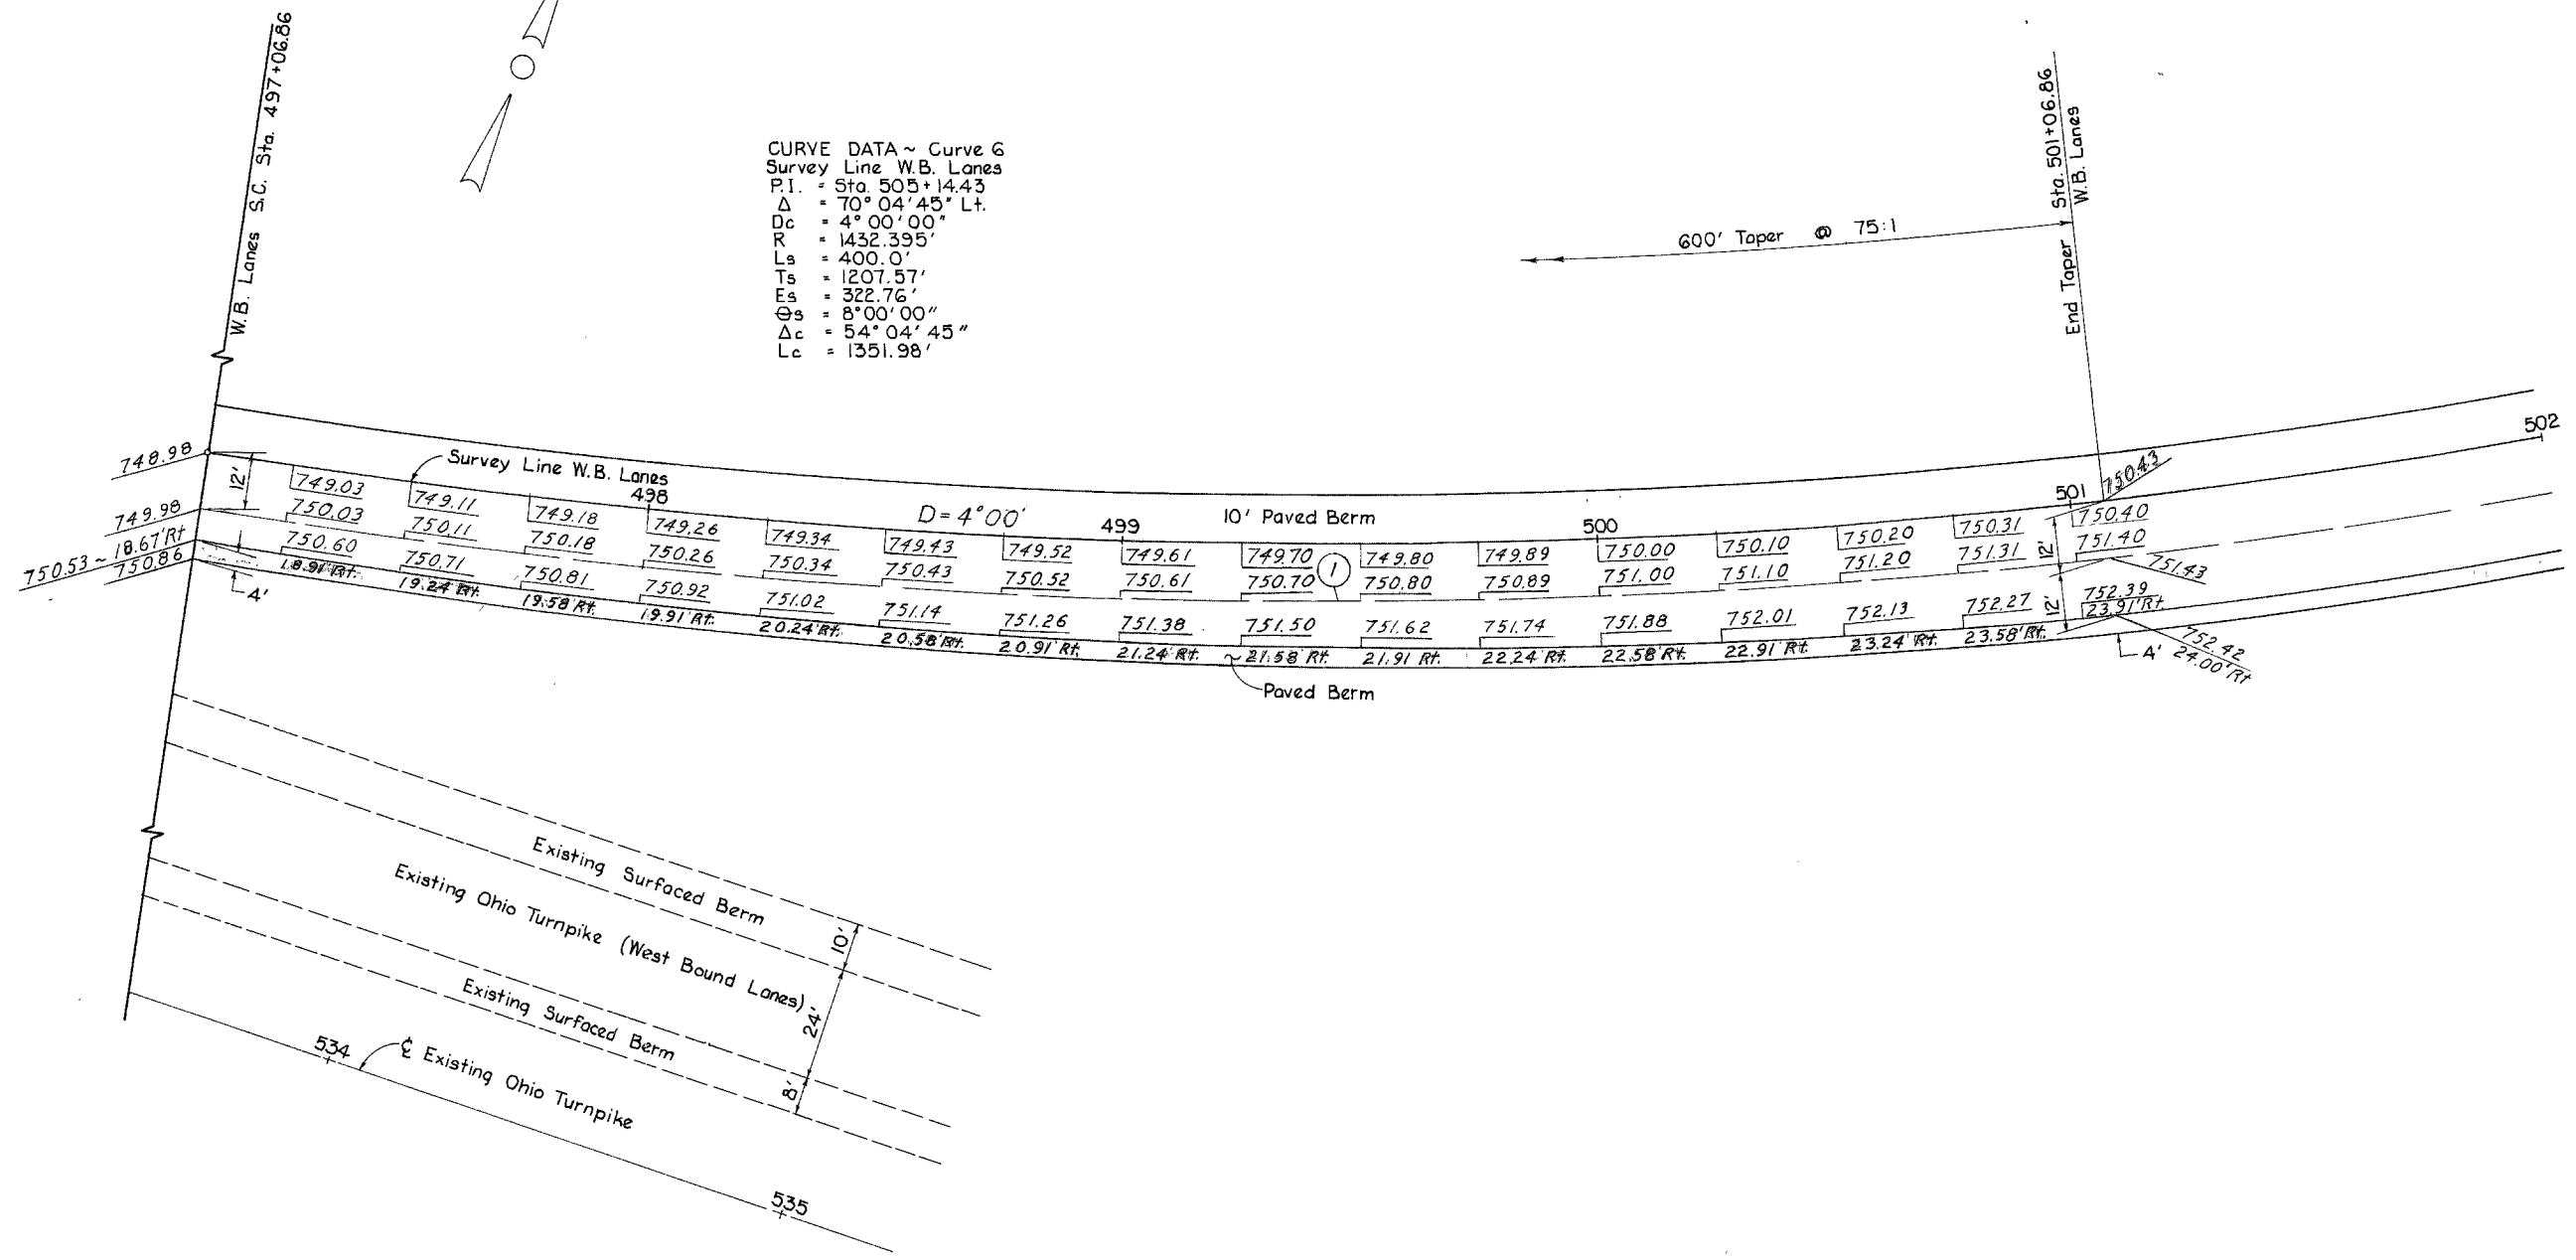 W.B. Lanes S.C. Sta. 497+06.86
CURVE DATA ~ Curve 6
Survey Line W.B. Lanes
P.I. = Sta. 505+14.43
Δ = 70° 04' 45" Lt.
Dc = 4° 00' 00"
R = 1432.395'
Ls = 400.0'
Ts = 1207.57'
Es = 322.76'
Θs = 8° 00' 00"
Δc = 54° 04' 45"
Lc = 1351.98'
600' Taper @ 75:1
End Taper Sta. 501+06.86
W.B. Lanes
748.98
749.98
750.53 ~ 18.67' Rt
750.86
12'
A'
Survey Line W.B. Lanes
498
D = 4° 00'
499
10' Paved Berm
500
501
502
749.03
749.11
749.18
749.26
749.34
749.43
749.52
749.61
749.70
749.80
749.89
750.00
750.10
750.20
750.31
750.40
750.43
750.03
750.11
750.18
750.26
750.34
750.43
750.52
750.61
750.70
1
750.80
750.89
751.00
751.10
751.20
751.31
751.40
751.43
750.60
750.71
750.81
750.92
751.02
751.14
751.26
751.38
751.50
751.62
751.74
751.88
752.01
752.13
752.27
752.39
752.42
18.91' Rt.
19.24' Rt.
19.58' Rt.
19.91' Rt.
20.24' Rt.
20.58' Rt.
20.91' Rt.
21.24' Rt.
21.58' Rt.
21.91' Rt.
22.24' Rt.
22.58' Rt.
22.91' Rt.
23.24' Rt.
23.58' Rt.
23.91' Rt.
24.00' Rt
12'
12'
A'
Paved Berm
Existing Surfaced Berm
Existing Ohio Turnpike (West Bound Lanes)
Existing Surfaced Berm
10'
24'
8'
534
℄ Existing Ohio Turnpike
535